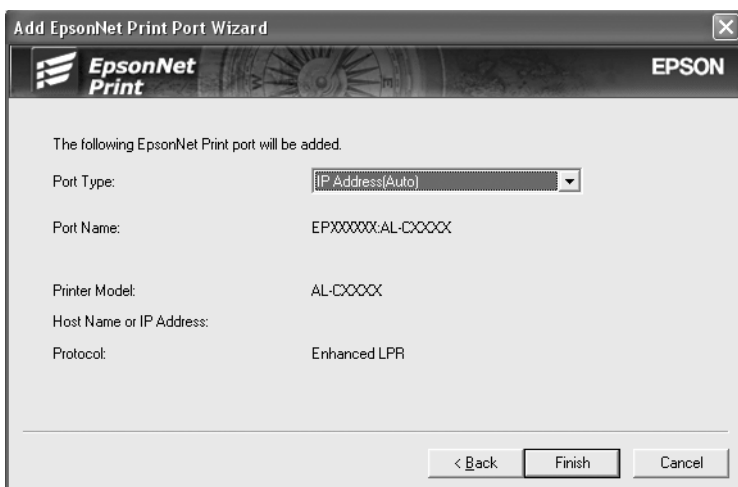 Add EpsonNet Print Port Wizard
EpsonNet
Print
EPSON
The following EpsonNet Print port will be added.
Port Type: IP Address(Auto)
Port Name: EPXXXXXX:AL-CXXXX
Printer Model: AL-CXXXX
Host Name or IP Address:
Protocol: Enhanced LPR
< Back Finish Cancel